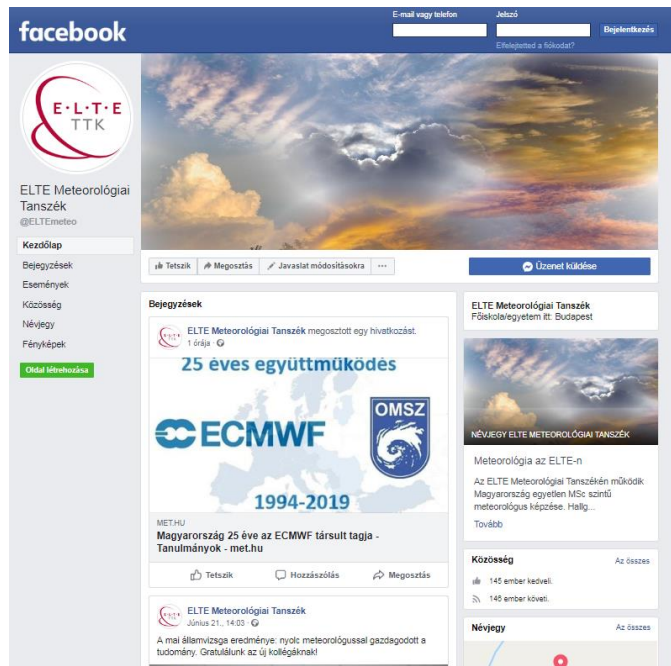 facebook
E-mail vagy telefon
Jelszó
Bejelentkezés
Elfelejtetted a fiókodat?
E·L·T·E
TTK
ELTE Meteorológiai
Tanszék
@ELTEmeteo
Kezdőlap
Bejegyzések
Események
Közösség
Névjegy
Fényképek
Oldal létrehozása
Tetszik
Megosztás
Javaslat módosításokra
Üzenet küldése
Bejegyzések
ELTE Meteorológiai Tanszék megosztott egy hivatkozást.
1 órája ·
25 éves együttműködés
ECMWF
OMSZ
1994-2019
MET.HU
Magyarország 25 éve az ECMWF társult tagja -
Tanulmányok - met.hu
Tetszik
Hozzászólás
Megosztás
ELTE Meteorológiai Tanszék
Június 21., 14:03 ·
A mai államvizsga eredménye: nyolc meteorológussal gazdagodott a
tudomány. Gratulálunk az új kollégáknak!
ELTE Meteorológiai Tanszék
Főiskola/egyetem itt: Budapest
NÉVJEGY ELTE METEOROLÓGIAI TANSZÉK
Meteorológia az ELTE-n
Az ELTE Meteorológiai Tanszékén működik
Magyarország egyetlen MSc szintű
meteorológus képzése. Hallg...
Tovább
Közösség
Az összes
145 ember kedveli.
146 ember követi.
Névjegy
Az összes